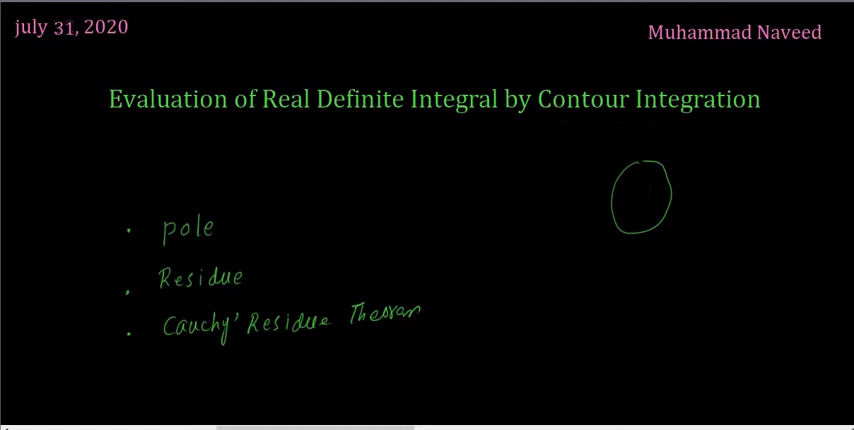 july 31, 2020
Muhammad Naveed
Evaluation of Real Definite Integral by Contour Integration
. pole
. Residue
. Cauchy' Residue Theoram